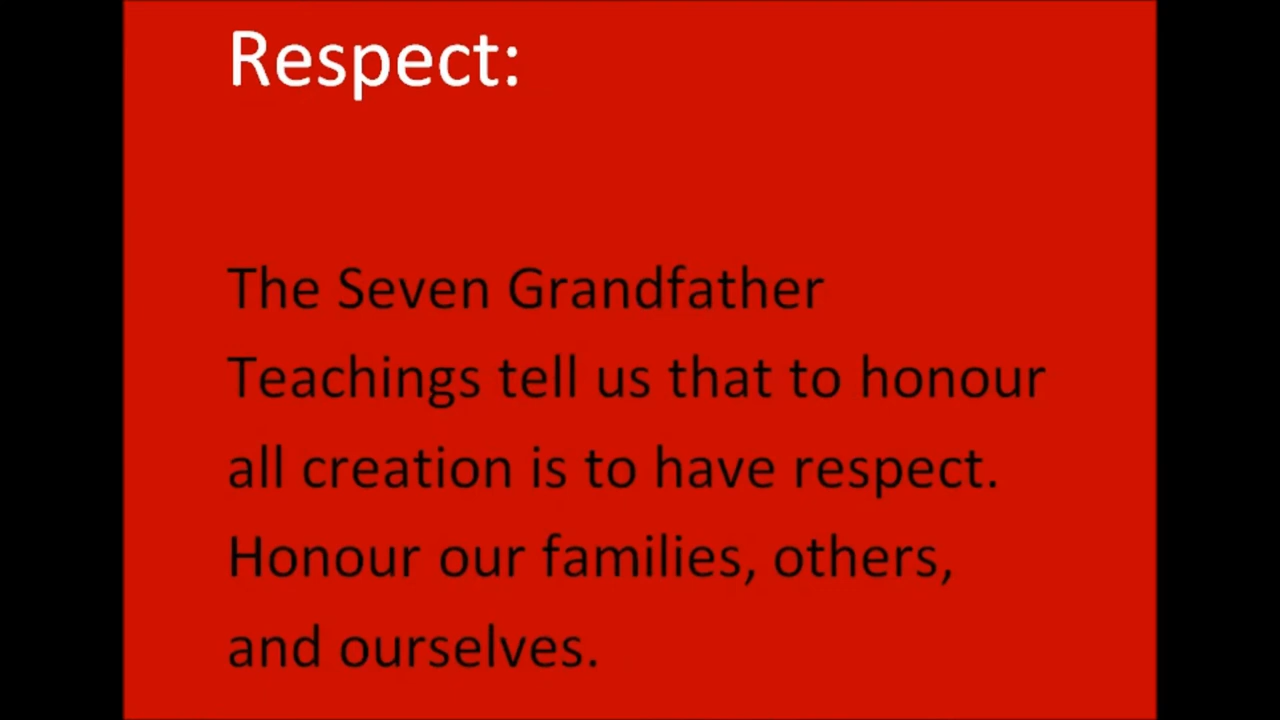 Respect:
The Seven Grandfather
Teachings tell us that to honour
all creation is to have respect.
Honour our families, others,
and ourselves.